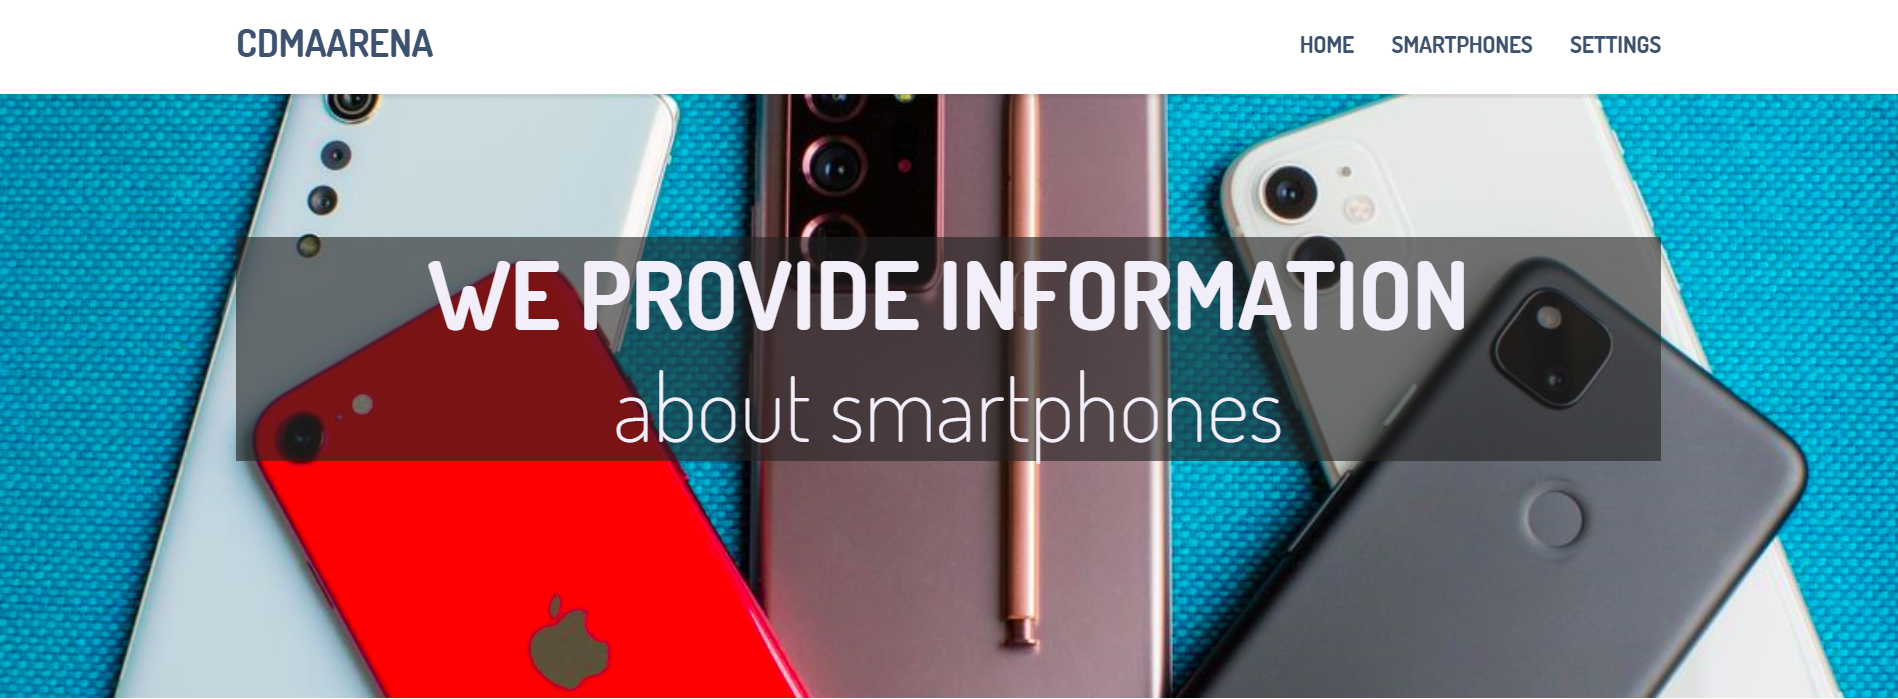 CDMAARENA
HOME SMARTPHONES SETTINGS
WE PROVIDE INFORMATION
about smartphones